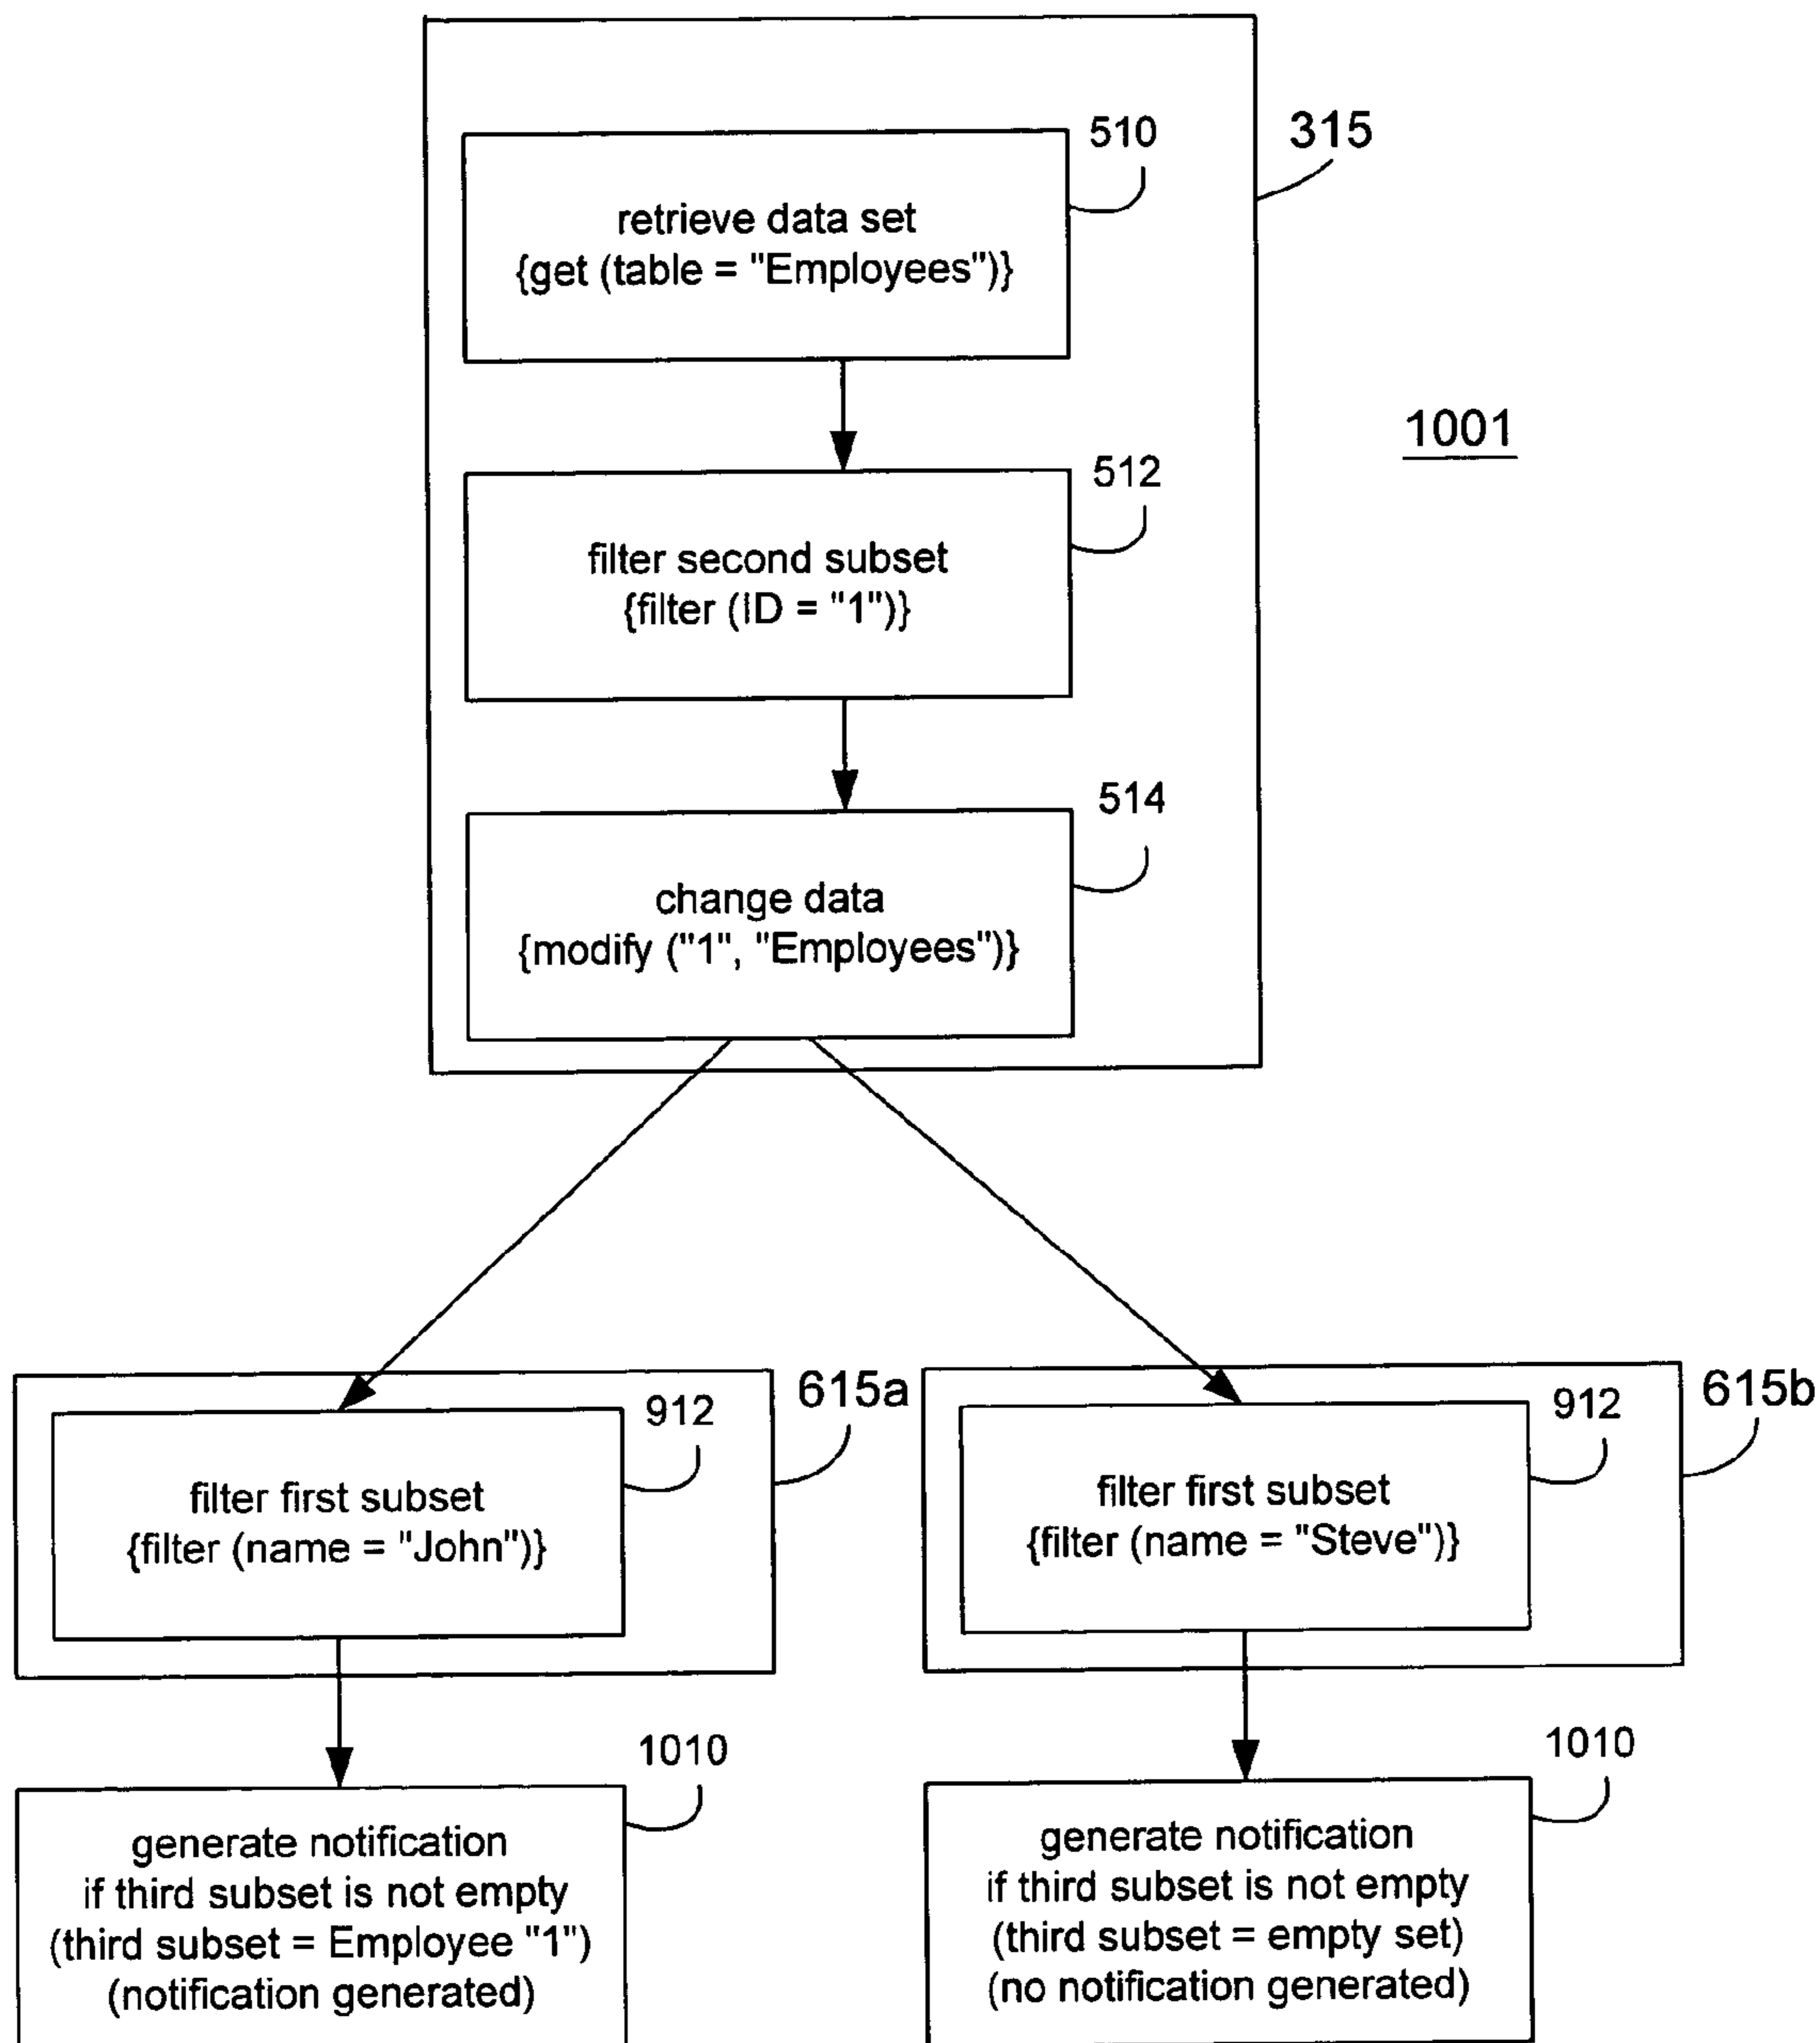 510
315
retrieve data set
{get (table = "Employees")}
1001
512
filter second subset
{filter (ID = "1")}
514
change data
{modify ("1", "Employees")}
615a
912
filter first subset
{filter (name = "John")}
615b
912
filter first subset
{filter (name = "Steve")}
1010
generate notification
if third subset is not empty
(third subset = Employee "1")
(notification generated)
1010
generate notification
if third subset is not empty
(third subset = empty set)
(no notification generated)